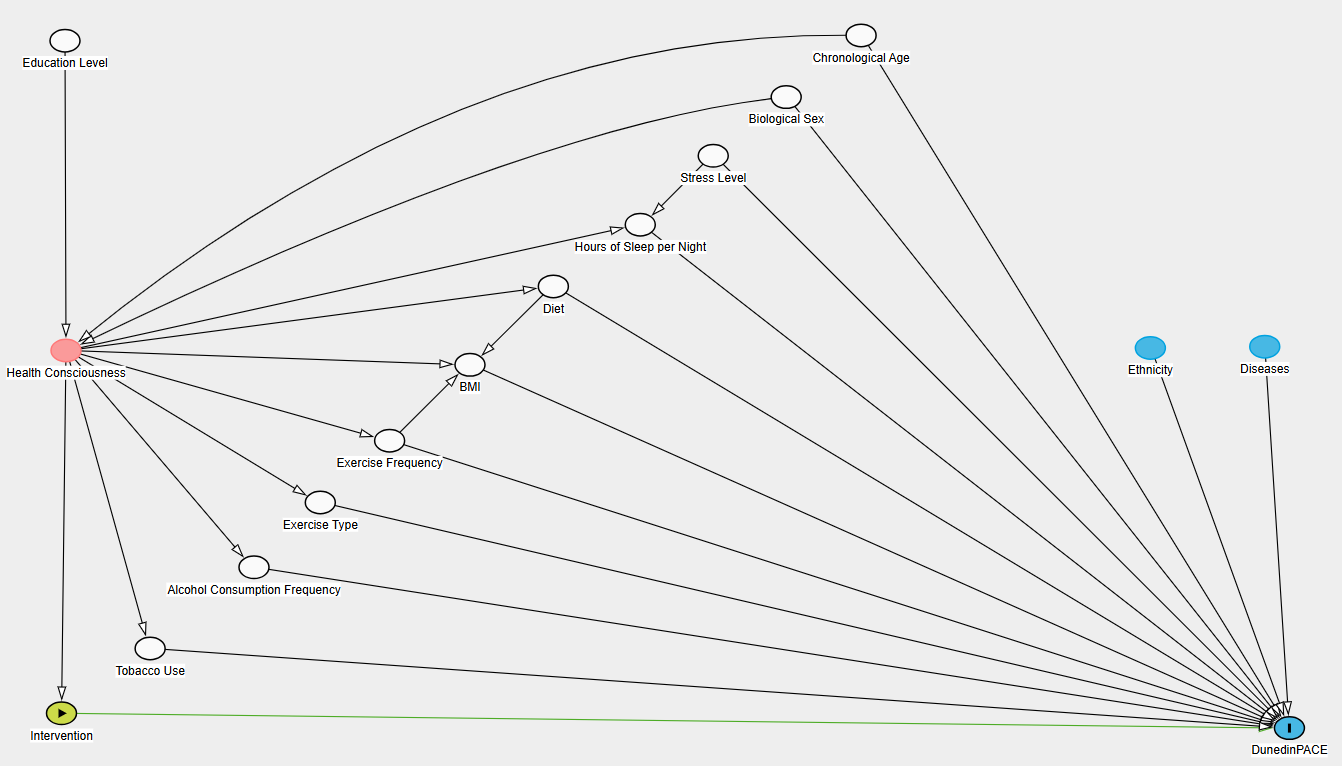 Education Level
Chronological Age
Biological Sex
Stress Level
Hours of Sleep per Night
Diet
Health Consciousness
BMI
Ethnicity
Diseases
Exercise Frequency
Exercise Type
Alcohol Consumption Frequency
Tobacco Use
Intervention
DunedinPACE